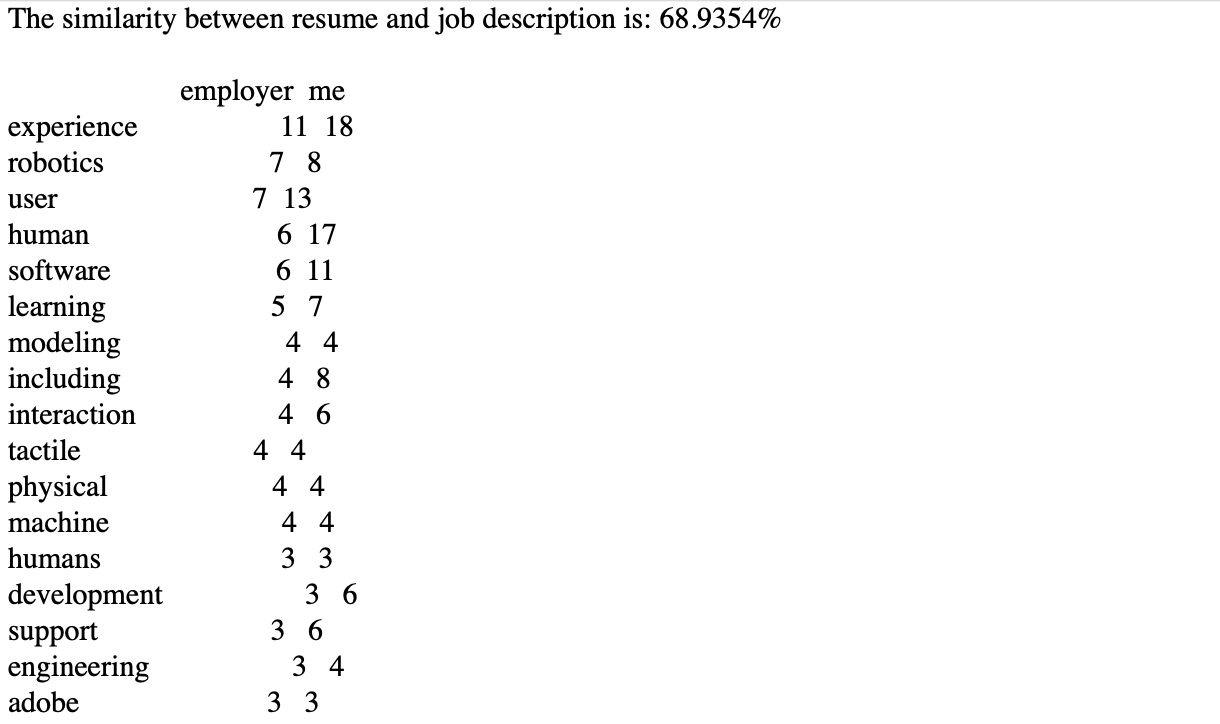 The similarity between resume and job description is: 68.9354%
employer me
experience 11 18
robotics 7 8
user 7 13
human 6 17
software 6 11
learning 5 7
modeling 4 4
including 4 8
interaction 4 6
tactile 4 4
physical 4 4
machine 4 4
humans 3 3
development 3 6
support 3 6
engineering 3 4
adobe 3 3